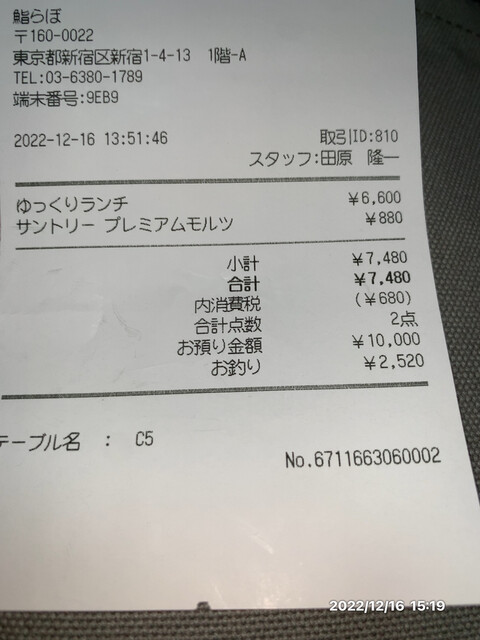 鮨らぼ
〒160-0022
東京都新宿区新宿1-4-13 1階-A
TEL:03-6380-1789
端末番号:9EB9
2022-12-16 13:51:46 取引ID:810
スタッフ:田原 隆一
ゆっくりランチ ¥6,600
サントリー プレミアムモルツ ¥880
小計 ¥7,480
合計 ¥7,480
内消費税 (¥680)
合計点数 2点
お預り金額 ¥10,000
お釣り ¥2,520
テーブル名 : C5
No.6711663060002
2022/12/16 15:19